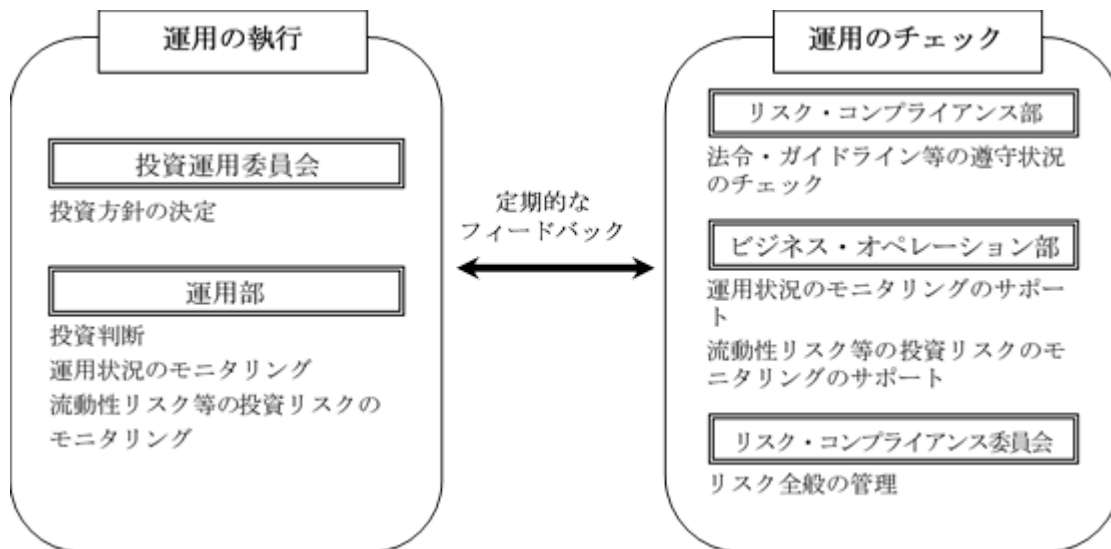 運用の執行
投資運用委員会
投資方針の決定
運用部
投資判断
運用状況のモニタリング
流動性リスク等の投資リスクの
モニタリング
定期的な
フィードバック
運用のチェック
リスク・コンプライアンス部
法令・ガイドライン等の遵守状況
のチェック
ビジネス・オペレーション部
運用状況のモニタリングのサポー
ト
流動性リスク等の投資リスクのモ
ニタリングのサポート
リスク・コンプライアンス委員会
リスク全般の管理